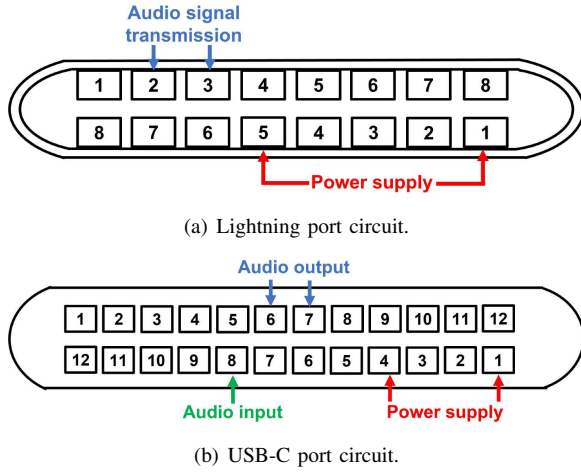 Audio signal
transmission
1 2 3 4 5 6 7 8
8 7 6 5 4 3 2 1
Power supply
(a) Lightning port circuit.
Audio output
1 2 3 4 5 6 7 8 9 10 11 12
12 11 10 9 8 7 6 5 4 3 2 1
Audio input Power supply
(b) USB-C port circuit.